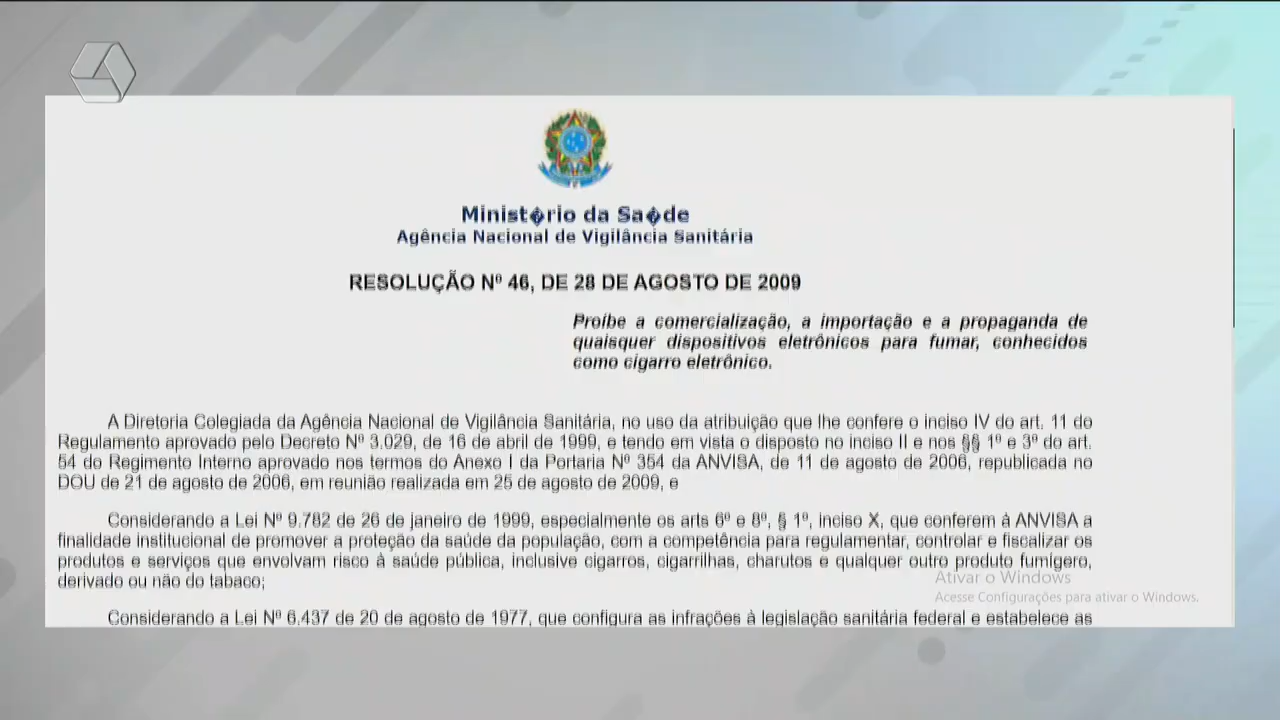 Minist�rio da Sa�de
Agência Nacional de Vigilância Sanitária
RESOLUÇÃO Nº 46, DE 28 DE AGOSTO DE 2009
Proíbe a comercialização, a importação e a propaganda de
quaisquer dispositivos eletrônicos para fumar, conhecidos
como cigarro eletrônico.
A Diretoria Colegiada da Agência Nacional de Vigilância Sanitária, no uso da atribuição que lhe confere o inciso IV do art. 11 do
Regulamento aprovado pelo Decreto Nº 3.029, de 16 de abril de 1999, e tendo em vista o disposto no inciso II e nos §§ 1º e 3º do art.
54 do Regimento Interno aprovado nos termos do Anexo I da Portaria Nº 354 da ANVISA, de 11 de agosto de 2006, republicada no
DOU de 21 de agosto de 2006, em reunião realizada em 25 de agosto de 2009, e
Considerando a Lei Nº 9.782 de 26 de janeiro de 1999, especialmente os arts 6º e 8º, § 1º, inciso X, que conferem à ANVISA a
finalidade institucional de promover a proteção da saúde da população, com a competência para regulamentar, controlar e fiscalizar os
produtos e serviços que envolvam risco à saúde pública, inclusive cigarros, cigarrilhas, charutos e qualquer outro produto fumígero,
derivado ou não do tabaco;
Ativar o Windows
Acesse Configurações para ativar o Windows.
Considerando a Lei Nº 6.437 de 20 de agosto de 1977, que configura as infrações à legislação sanitária federal e estabelece as